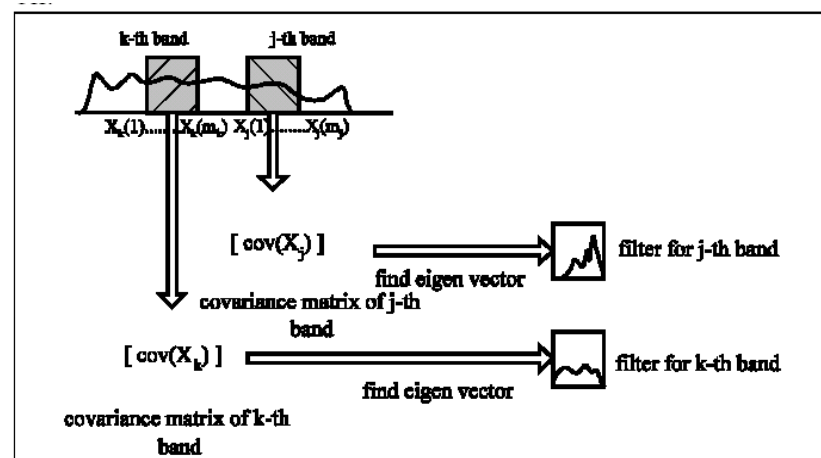 k-th band
j-th band
Xk(1)........Xk(mk) Xj(1).........Xj(mj)
[ cov(Xj) ]
find eigen vector
filter for j-th band
covariance matrix of j-th
band
[ cov(Xk) ]
find eigen vector
filter for k-th band
covariance matrix of k-th
band